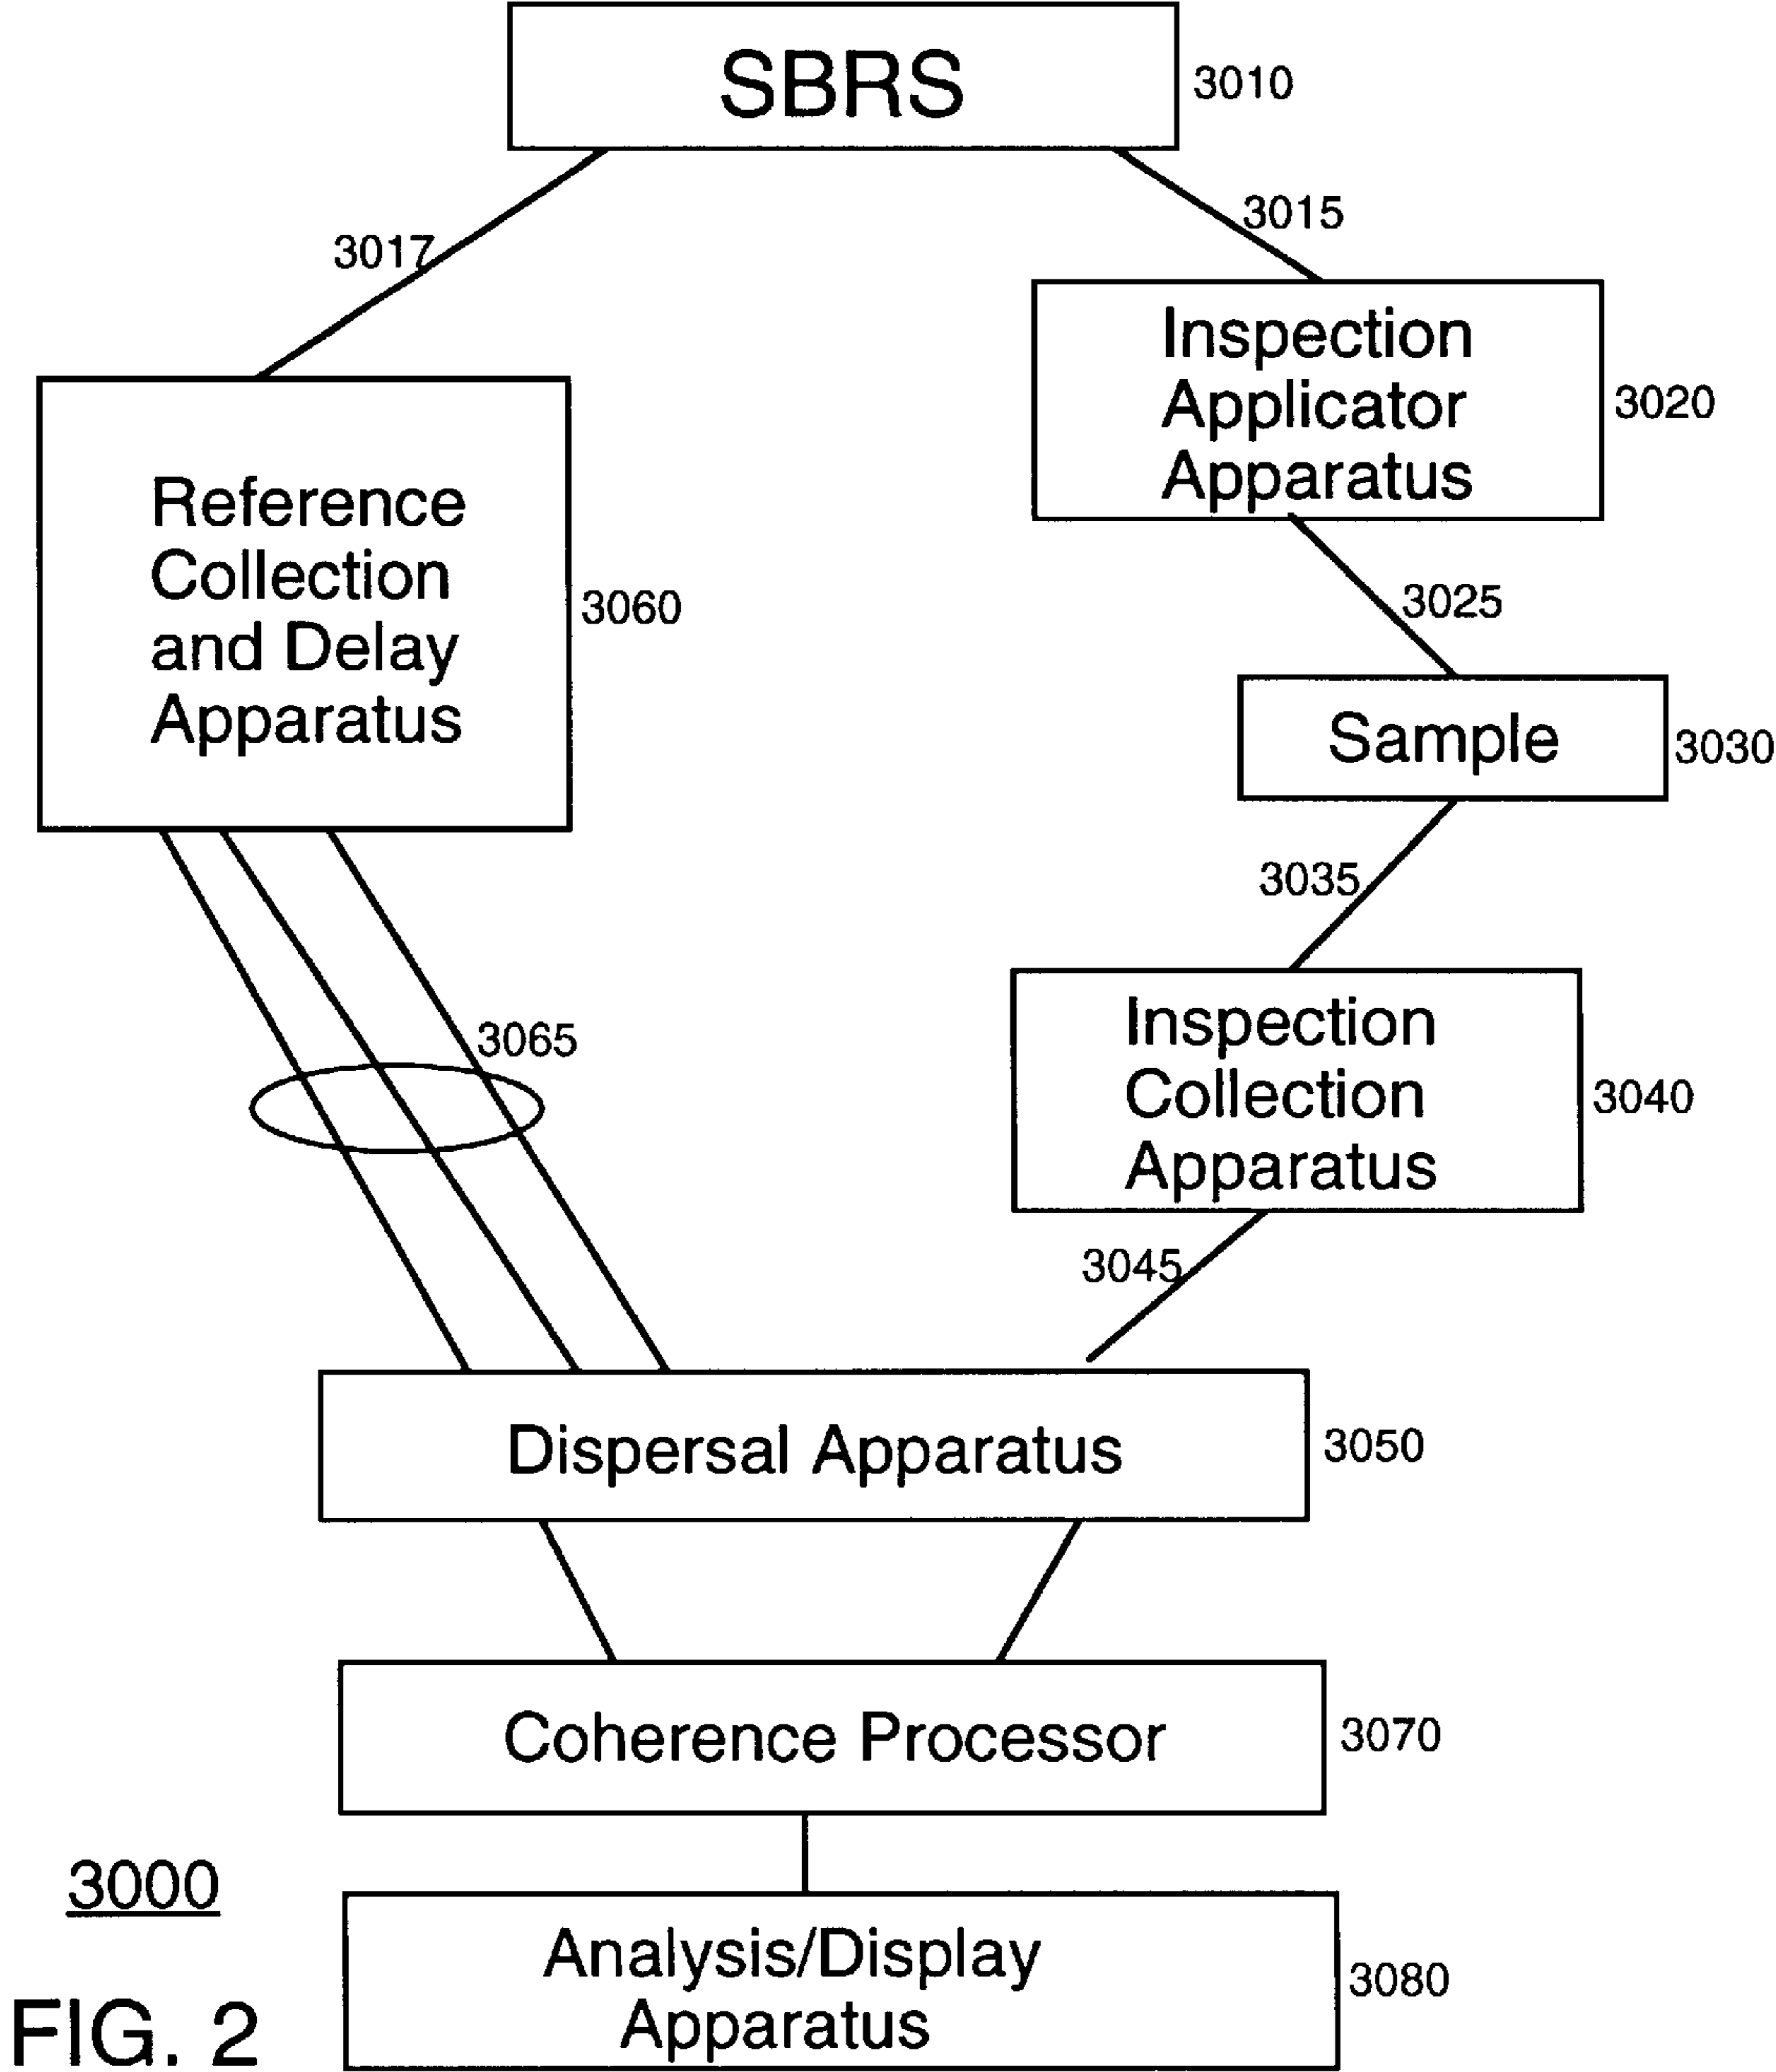 SBRS
3010
3015
3017
Inspection
Applicator
Apparatus
3020
Reference
Collection
and Delay
Apparatus
3060
3025
Sample
3030
3035
Inspection
Collection
Apparatus
3040
3065
3045
Dispersal Apparatus
3050
Coherence Processor
3070
3000
Analysis/Display
Apparatus
3080
FIG. 2